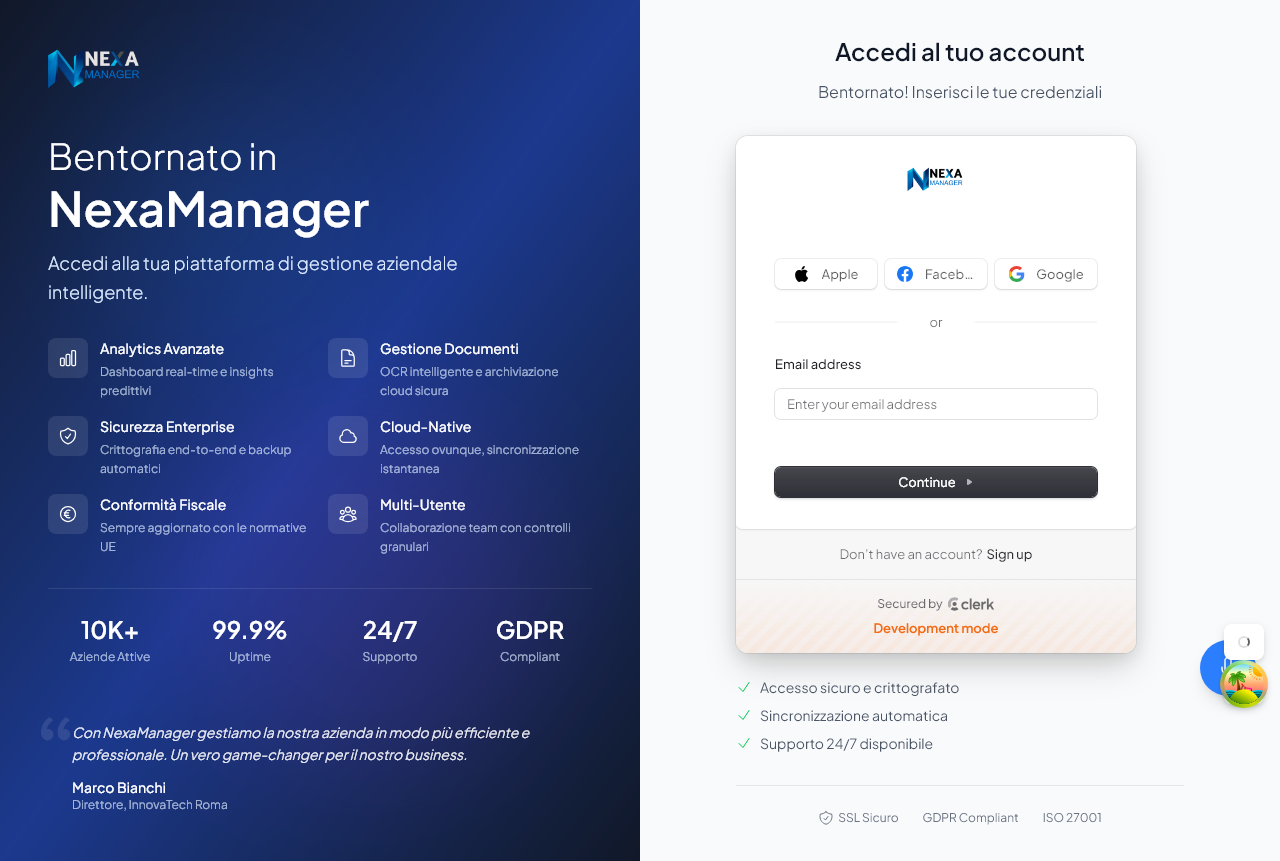 NEXA
MANAGER
Bentornato in
NexaManager
Accedi alla tua piattaforma di gestione aziendale
intelligente.
Analytics Avanzate
Dashboard real-time e insights
predittivi
Gestione Documenti
OCR intelligente e archiviazione
cloud sicura
Sicurezza Enterprise
Crittografia end-to-end e backup
automatici
Cloud-Native
Accesso ovunque, sincronizzazione
istantanea
Conformità Fiscale
Sempre aggiornato con le normative
UE
Multi-Utente
Collaborazione team con controlli
granulari
10K+
Aziende Attive
99.9%
Uptime
24/7
Supporto
GDPR
Compliant
“
Con NexaManager gestiamo la nostra azienda in modo più efficiente e
professionale. Un vero game-changer per il nostro business.
Marco Bianchi
Direttore, InnovaTech Roma
Accedi al tuo account
Bentornato! Inserisci le tue credenziali
NEXA
MANAGER
Apple
Faceb…
Google
or
Email address
Enter your email address
Continue
Don't have an account? Sign up
Secured by clerk
Development mode
Accesso sicuro e crittografato
Sincronizzazione automatica
Supporto 24/7 disponibile
SSL Sicuro
GDPR Compliant
ISO 27001